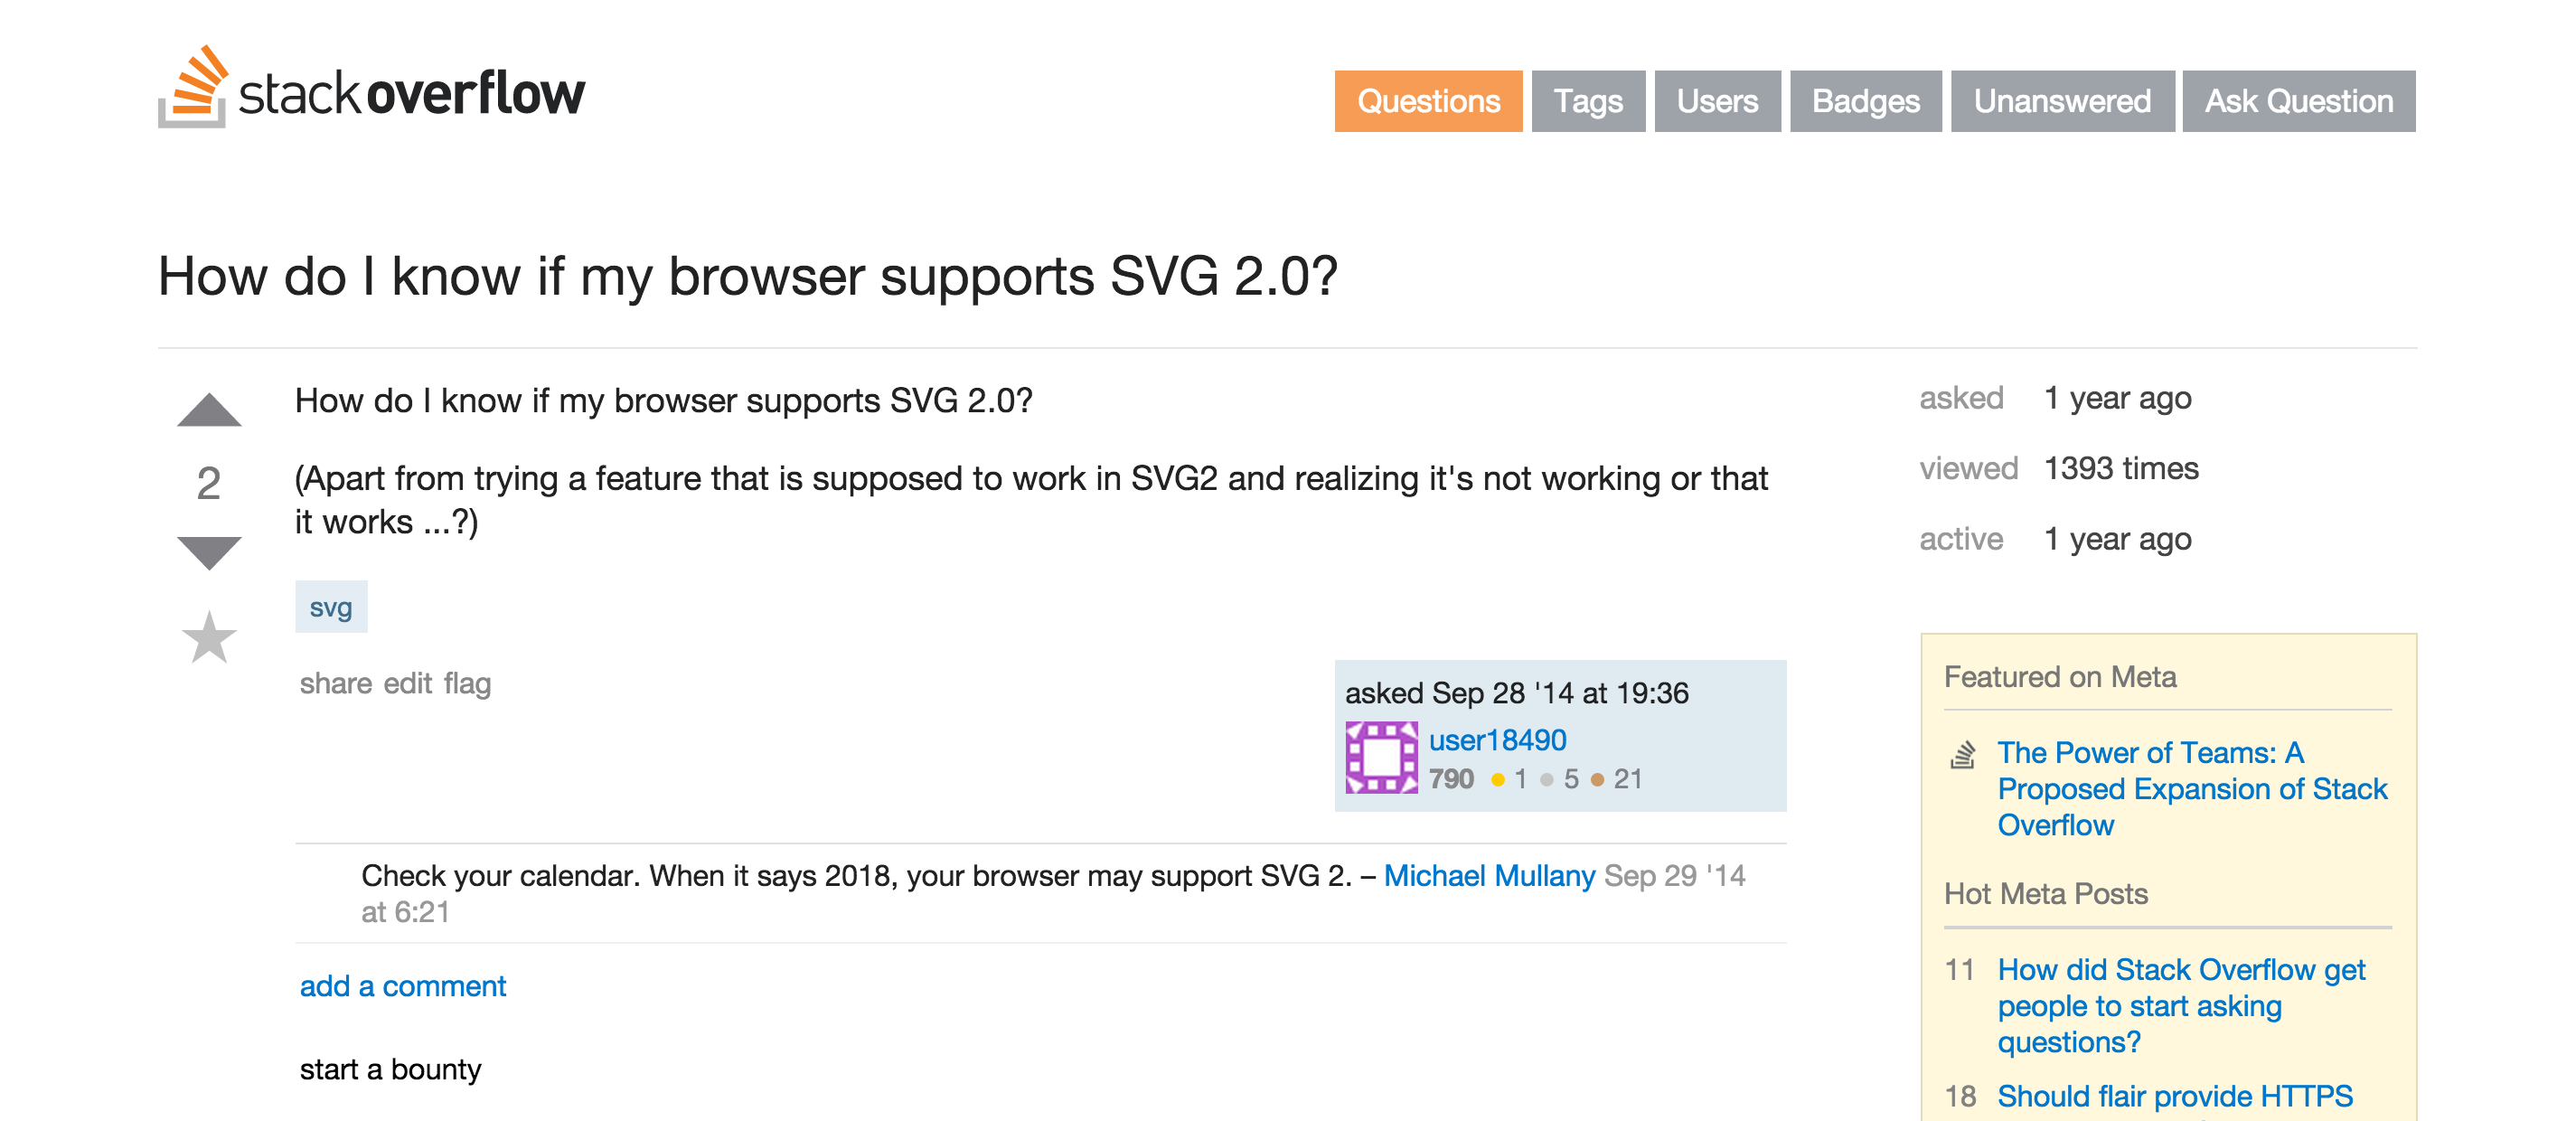 stackoverflow
Questions Tags Users Badges Unanswered Ask Question
How do I know if my browser supports SVG 2.0?
How do I know if my browser supports SVG 2.0?
2
(Apart from trying a feature that is supposed to work in SVG2 and realizing it's not working or that
it works ...?)
svg
share edit flag
asked Sep 28 '14 at 19:36
user18490
790 1 5 21
Check your calendar. When it says 2018, your browser may support SVG 2. – Michael Mullany Sep 29 '14
at 6:21
add a comment
start a bounty
asked 1 year ago
viewed 1393 times
active 1 year ago
Featured on Meta
The Power of Teams: A
Proposed Expansion of Stack
Overflow
Hot Meta Posts
11 How did Stack Overflow get
people to start asking
questions?
18 Should flair provide HTTPS